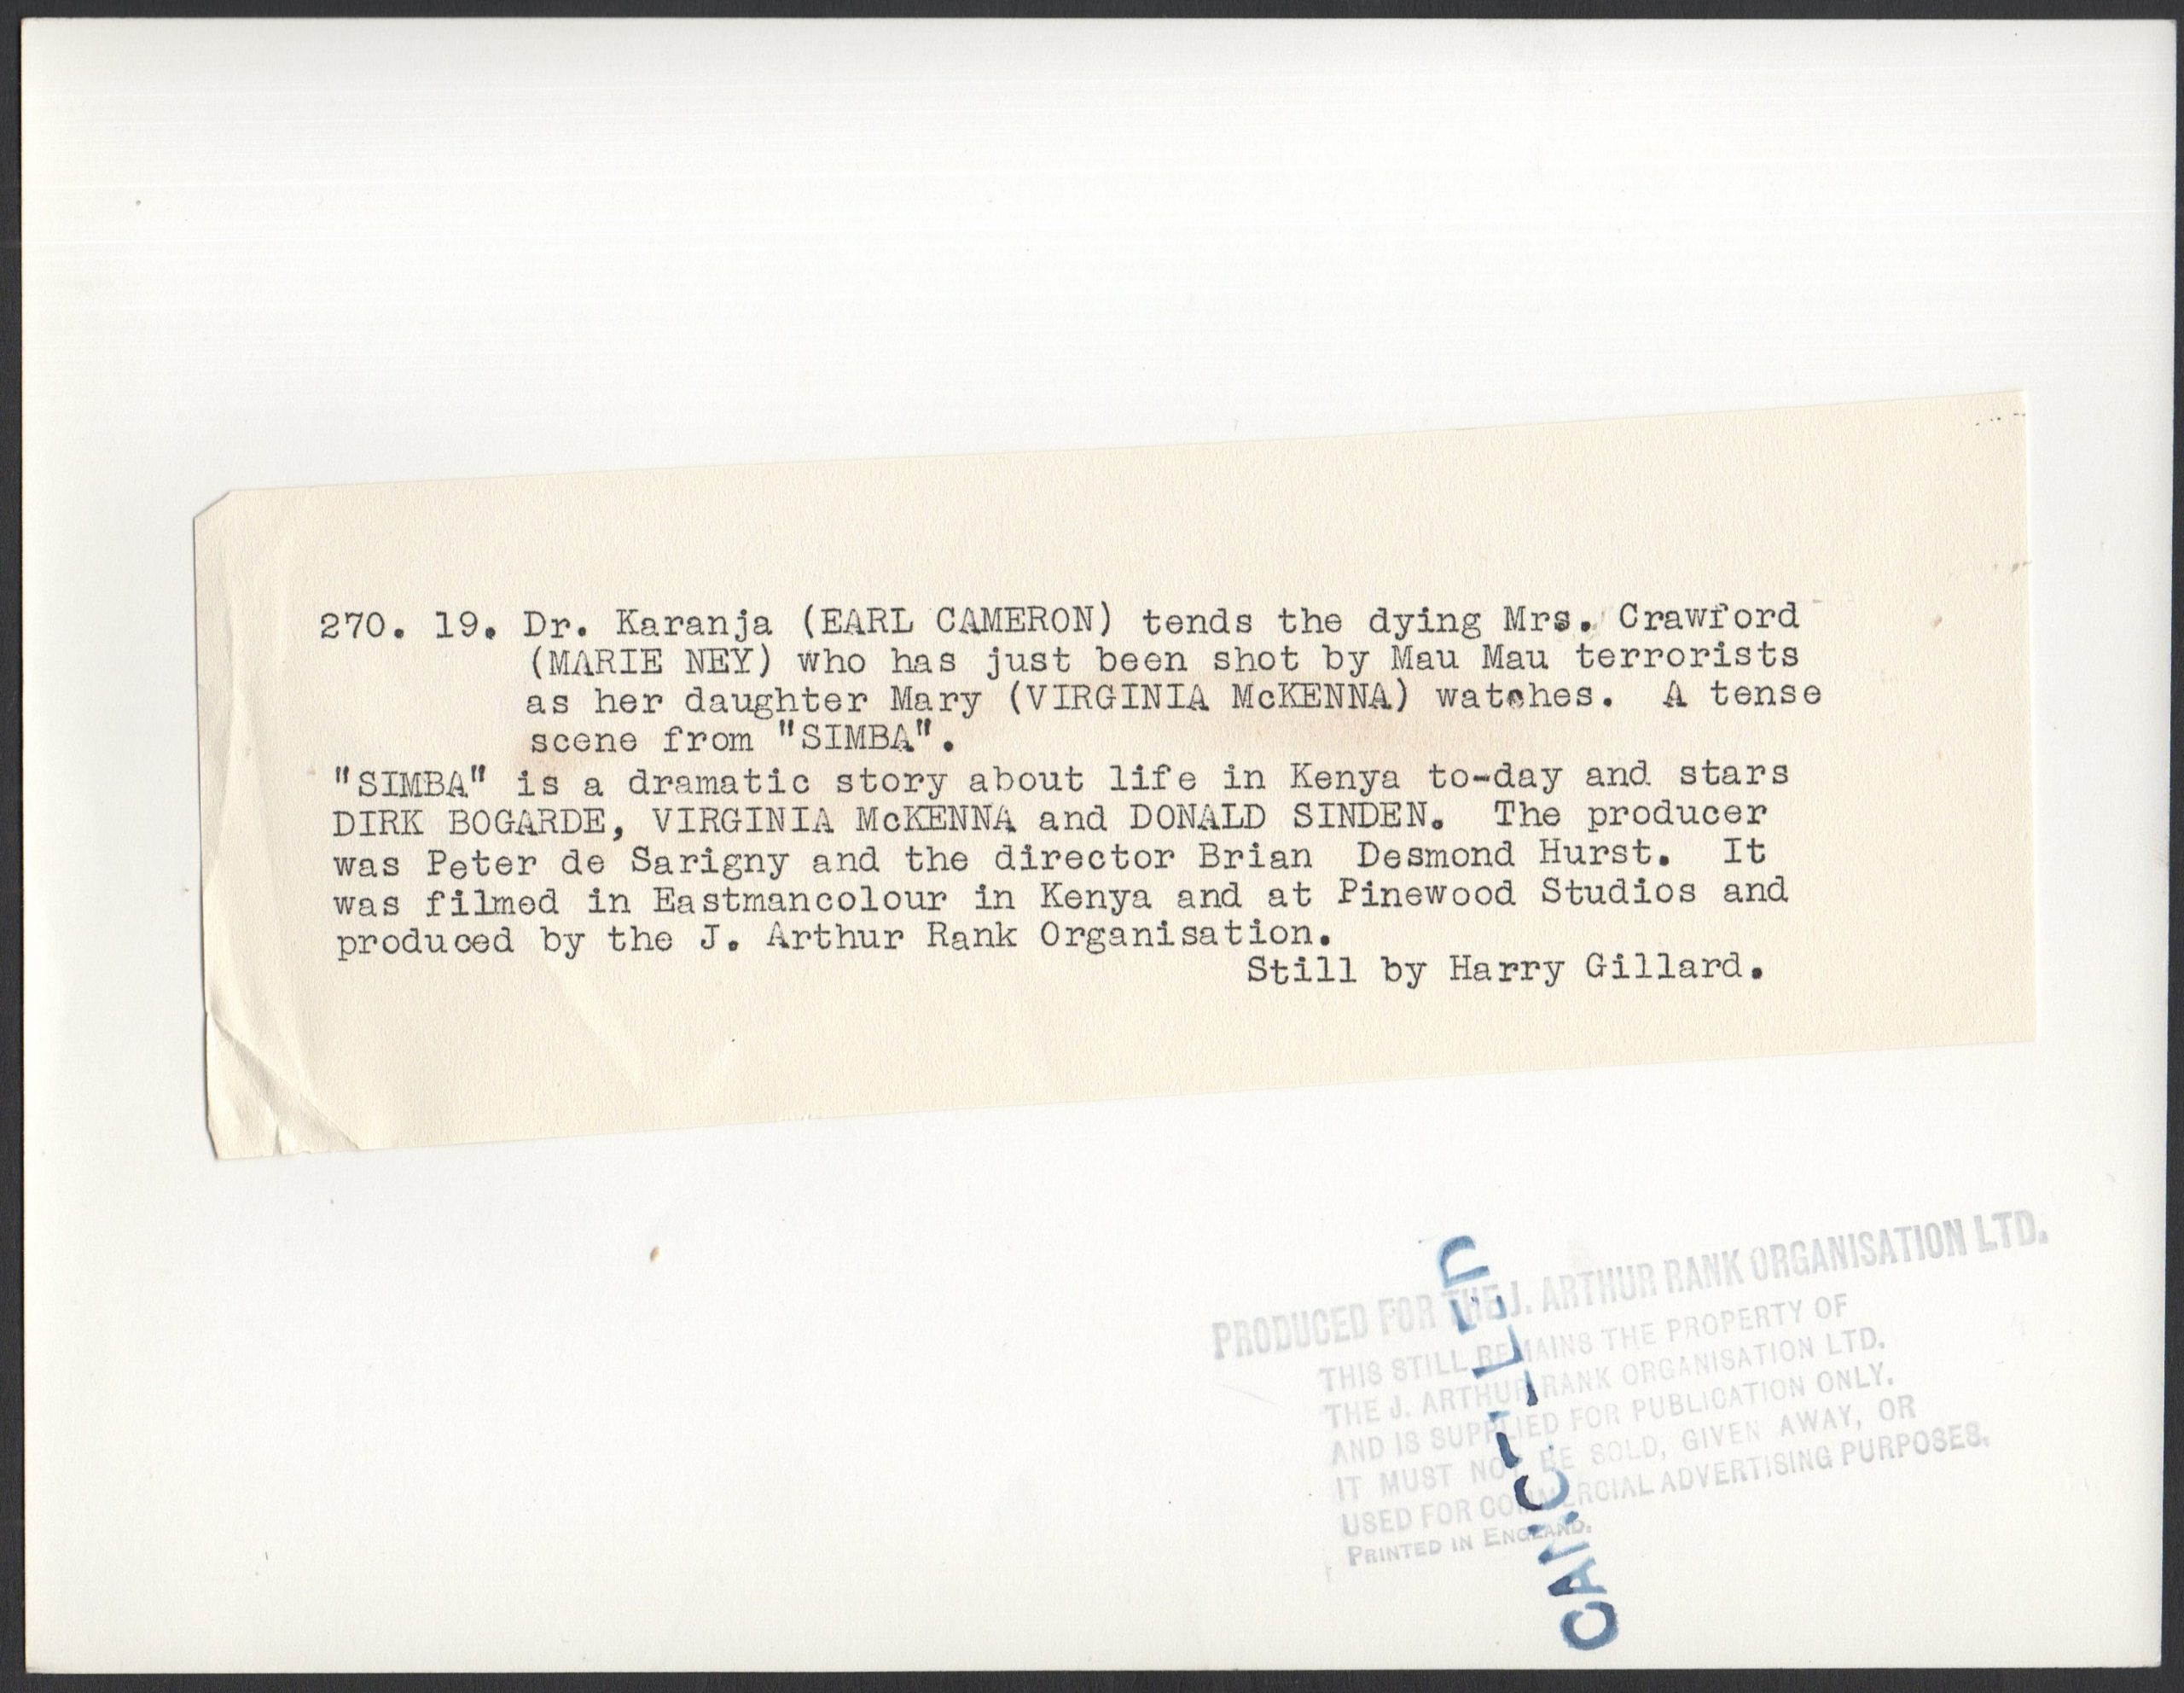 270. 19. Dr. Karanja (EARL CAMERON) tends the dying Mrs. Crawford
(MARIE NEY) who has just been shot by Mau Mau terrorists
as her daughter Mary (VIRGINIA McKENNA) watches. A tense
scene from "SIMBA".
"SIMBA" is a dramatic story about life in Kenya to-day and stars
DIRK BOGARDE, VIRGINIA McKENNA and DONALD SINDEN. The producer
was Peter de Sarigny and the director Brian Desmond Hurst. It
was filmed in Eastmancolour in Kenya and at Pinewood Studios and
produced by the J. Arthur Rank Organisation.
Still by Harry Gillard.
PRODUCED FOR THE J. ARTHUR RANK ORGANISATION LTD.
THIS STILL REMAINS THE PROPERTY OF
THE J. ARTHUR RANK ORGANISATION LTD.
AND IS SUPPLIED FOR PUBLICATION ONLY.
IT MUST NOT BE SOLD, GIVEN AWAY, OR
USED FOR COMMERCIAL ADVERTISING PURPOSES.
PRINTED IN ENGLAND.
CANCELLED